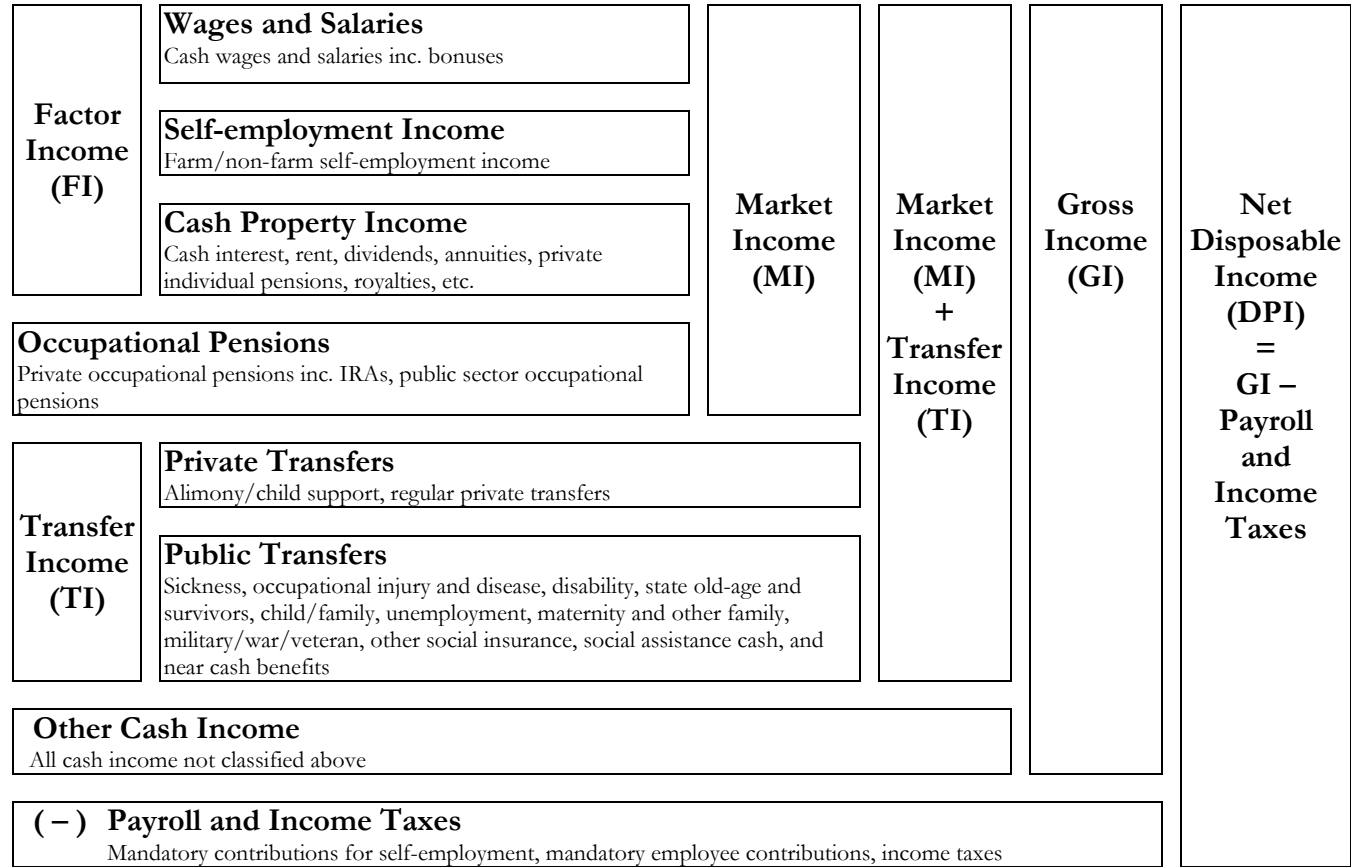 Wages and Salaries
Cash wages and salaries inc. bonuses
Factor
Income
(FI)
Self-employment Income
Farm/non-farm self-employment income
Cash Property Income
Cash interest, rent, dividends, annuities, private
individual pensions, royalties, etc.
Occupational Pensions
Private occupational pensions inc. IRAs, public sector occupational
pensions
Market
Income
(MI)
Transfer
Income
(TI)
Private Transfers
Alimony/child support, regular private transfers
Public Transfers
Sickness, occupational injury and disease, disability, state old-age and
survivors, child/family, unemployment, maternity and other family,
military/war/veteran, other social insurance, social assistance cash, and
near cash benefits
Market
Income
(MI)
+
Transfer
Income
(TI)
Other Cash Income
All cash income not classified above
Gross
Income
(GI)
( – ) Payroll and Income Taxes
Mandatory contributions for self-employment, mandatory employee contributions, income taxes
Net
Disposable
Income
(DPI)
=
GI –
Payroll
and
Income
Taxes